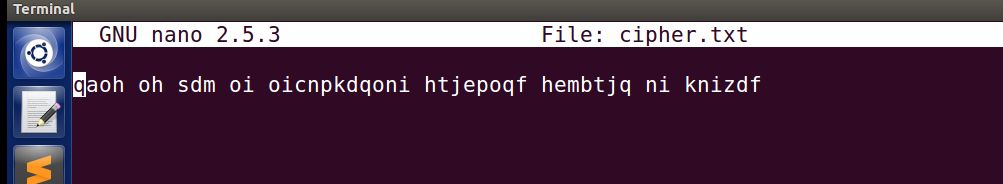 Terminal
GNU nano 2.5.3 File: cipher.txt
qaoh oh sdm oi oicnpkdqoni htjepoqf hembtjq ni knizdf